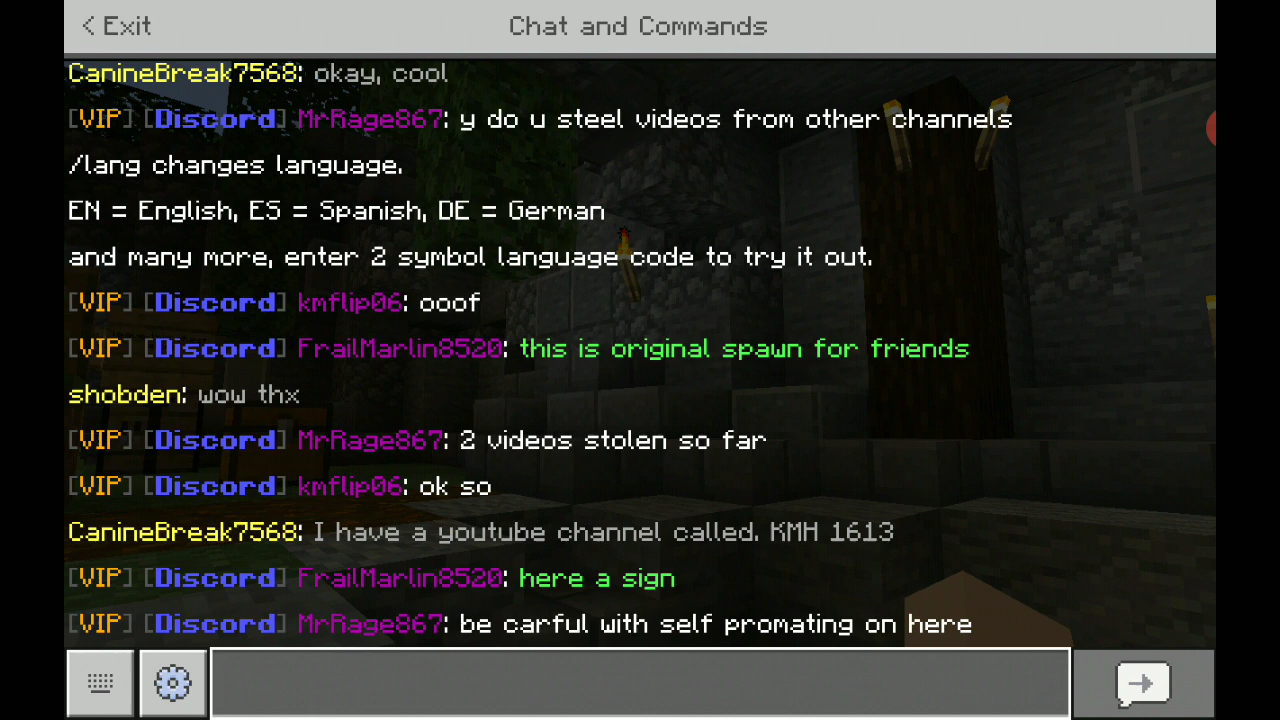 < Exit
Chat and Commands
CanineBreak7568: okay, cool
[VIP] [Discord] MrRage867: y do u steel videos from other channels
/lang changes language.
EN = English, ES = Spanish, DE = German
and many more, enter 2 symbol language code to try it out.
[VIP] [Discord] kmflip06: ooof
[VIP] [Discord] FrailMarlin8520: this is original spawn for friends
shobden: wow thx
[VIP] [Discord] MrRage867: 2 videos stolen so far
[VIP] [Discord] kmflip06: ok so
CanineBreak7568: I have a youtube channel called. KMH 1613
[VIP] [Discord] FrailMarlin8520: here a sign
[VIP] [Discord] MrRage867: be carful with self promating on here